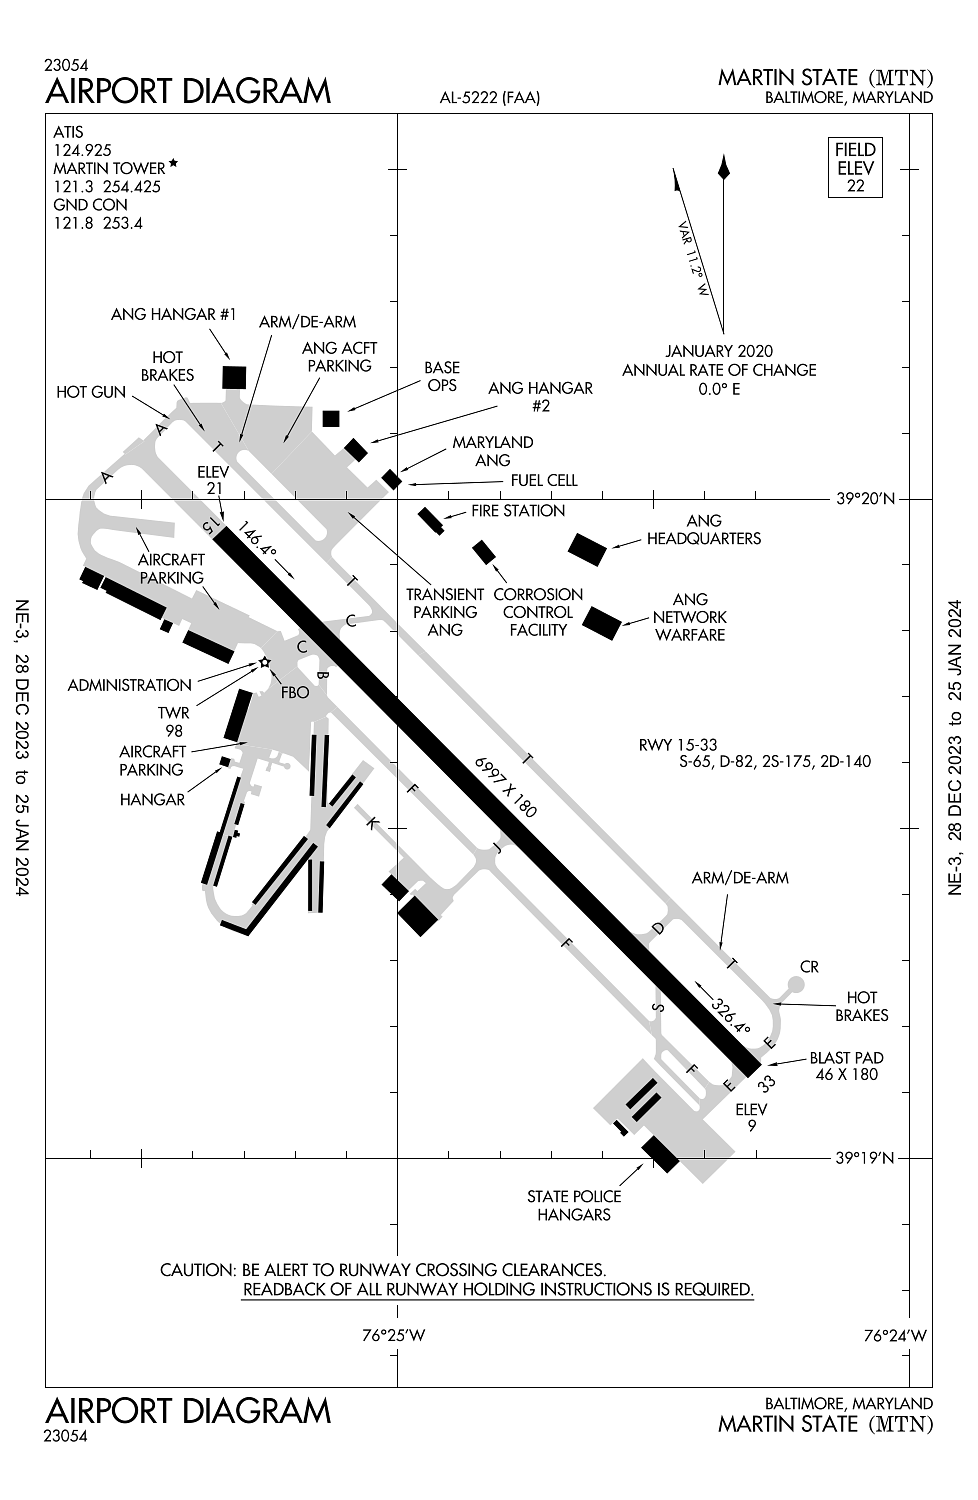 23054
AIRPORT DIAGRAM
AL-5222 (FAA)
MARTIN STATE (MTN)
BALTIMORE, MARYLAND
ATIS
124.925
MARTIN TOWER★
121.3 254.425
GND CON
121.8 253.4
FIELD
ELEV
22
VAR 11.2° W
JANUARY 2020
ANNUAL RATE OF CHANGE
0.0° E
ANG HANGAR #1
ARM/DE-ARM
HOT
BRAKES
ANG ACFT
PARKING
HOT GUN
BASE
OPS
ANG HANGAR
#2
A
T
MARYLAND
ANG
A
ELEV
21
FUEL CELL
39°20'N
FIRE STATION
15
146.4°
ANG
HEADQUARTERS
AIRCRAFT
PARKING
T
TRANSIENT
PARKING
ANG
CORROSION
CONTROL
FACILITY
ANG
NETWORK
WARFARE
C
C
B
ADMINISTRATION
FBO
TWR
98
AIRCRAFT
PARKING
HANGAR
RWY 15-33
S-65, D-82, 2S-175, 2D-140
T
6997 X 180
F
K
J
ARM/DE-ARM
D
F
T
CR
S
326.4°
HOT
BRAKES
E
BLAST PAD
46 X 180
F
E
33
ELEV
9
39°19'N
STATE POLICE
HANGARS
CAUTION: BE ALERT TO RUNWAY CROSSING CLEARANCES.
READBACK OF ALL RUNWAY HOLDING INSTRUCTIONS IS REQUIRED.
76°25'W
76°24'W
NE-3, 28 DEC 2023 to 25 JAN 2024
NE-3, 28 DEC 2023 to 25 JAN 2024
AIRPORT DIAGRAM
23054
BALTIMORE, MARYLAND
MARTIN STATE (MTN)